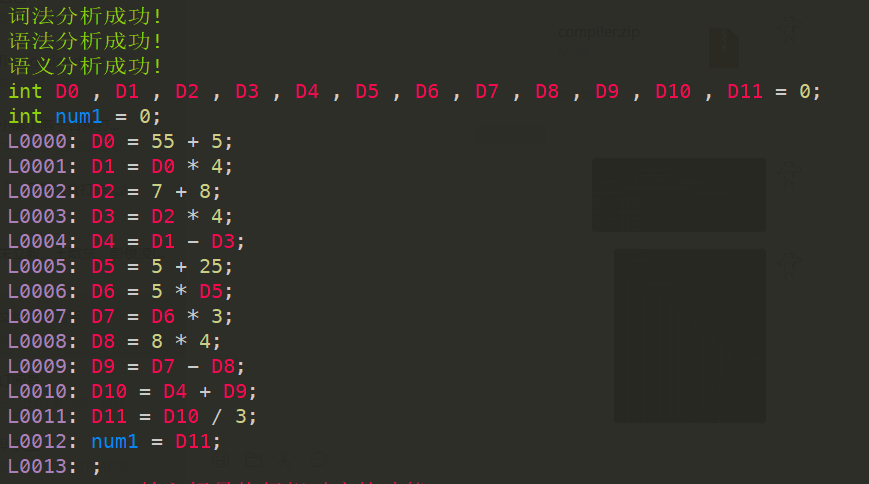 词法分析成功!
语法分析成功!
语义分析成功!
int D0 , D1 , D2 , D3 , D4 , D5 , D6 , D7 , D8 , D9 , D10 , D11 = 0;
int num1 = 0;
L0000: D0 = 55 + 5;
L0001: D1 = D0 * 4;
L0002: D2 = 7 + 8;
L0003: D3 = D2 * 4;
L0004: D4 = D1 - D3;
L0005: D5 = 5 + 25;
L0006: D6 = 5 * D5;
L0007: D7 = D6 * 3;
L0008: D8 = 8 * 4;
L0009: D9 = D7 - D8;
L0010: D10 = D4 + D9;
L0011: D11 = D10 / 3;
L0012: num1 = D11;
L0013: ;
compiler.zip